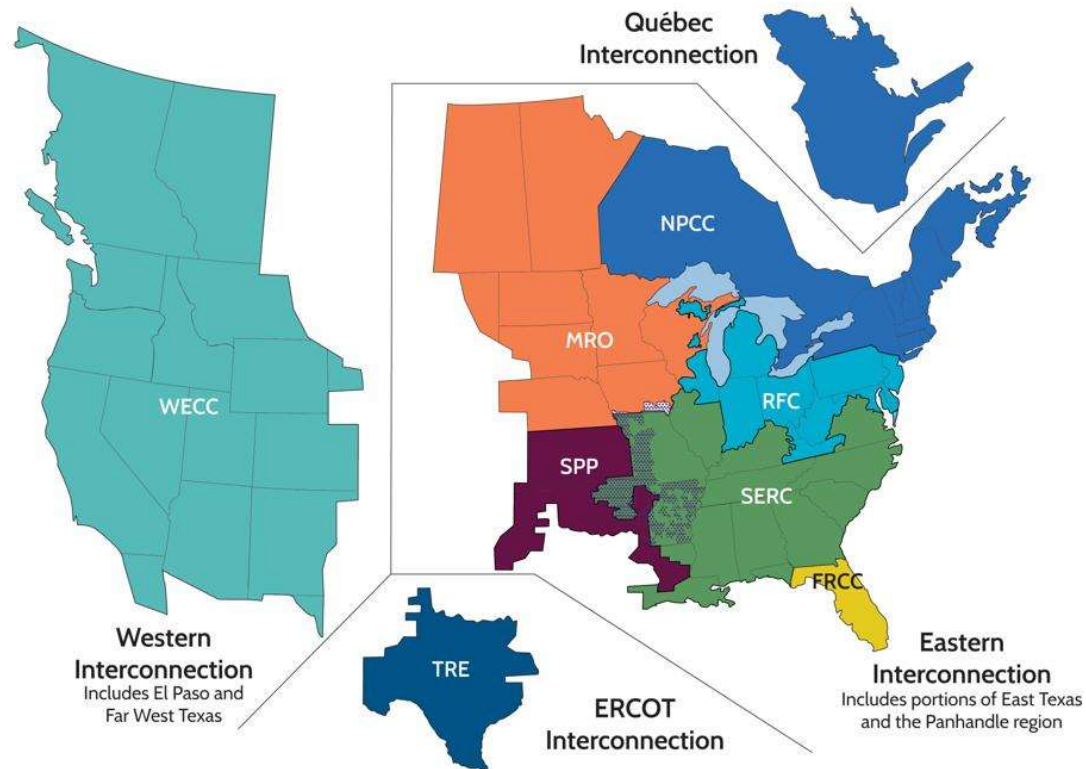 Québec
Interconnection
NPCC
MRO
WECC
RFC
SPP
SERC
FRCC
Western
Interconnection
Includes El Paso and
Far West Texas
TRE
ERCOT
Interconnection
Eastern
Interconnection
Includes portions of East Texas
and the Panhandle region